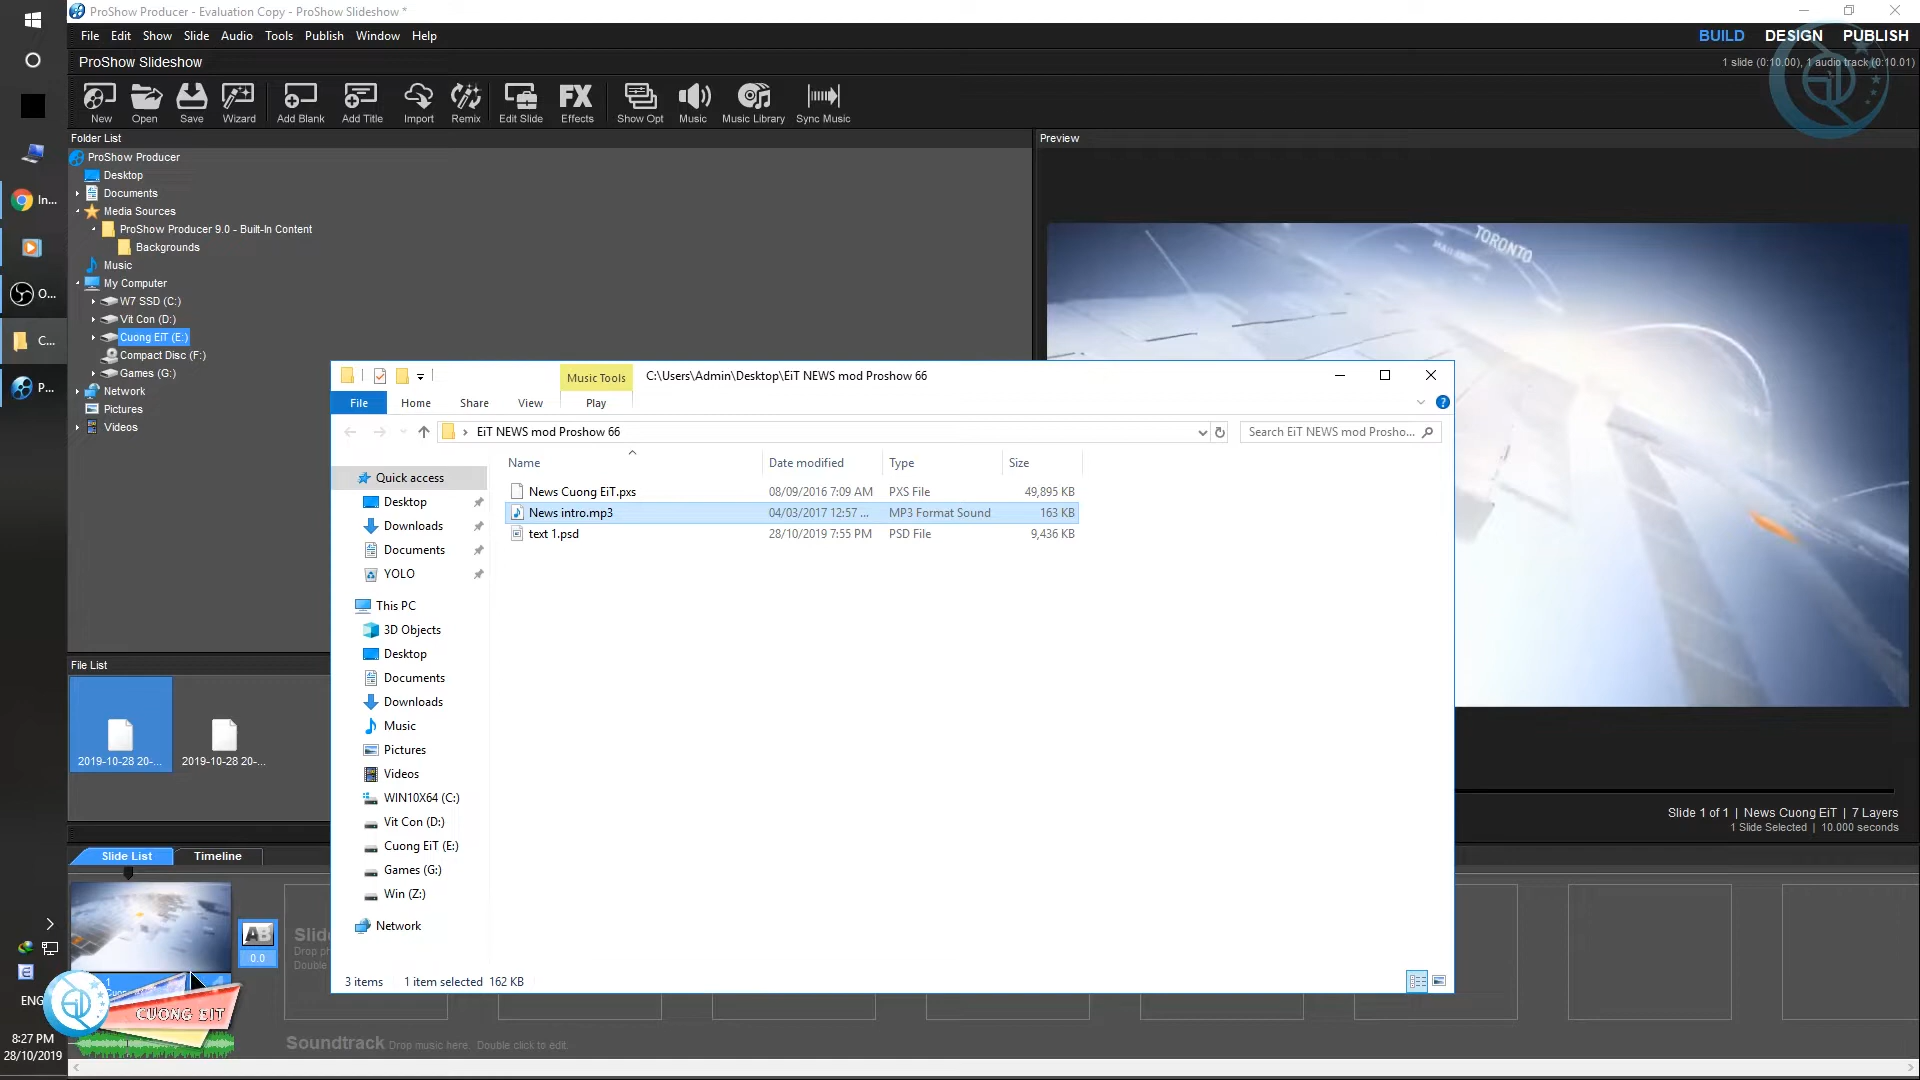 ProShow Producer - Evaluation Copy - ProShow Slideshow *
File Edit Show Slide Audio Tools Publish Window Help
BUILD DESIGN PUBLISH
ProShow Slideshow
1 slide (0:10.00), 1 audio track (0:10.01)
New Open Save Wizard Add Blank Add Title Import Remix Edit Slide Effects Show Opt Music Music Library Sync Music
FX
Folder List
Preview
ProShow Producer
Desktop
Documents
Media Sources
ProShow Producer 9.0 - Built-In Content
Backgrounds
Music
My Computer
W7 SSD (C:)
Vit Con (D:)
Cuong EiT (E:)
Compact Disc (F:)
Games (G:)
Network
Pictures
Videos
In...
O...
C...
P...
TORONTO
Music Tools
C:\Users\Admin\Desktop\EiT NEWS mod Proshow 66
File Home Share View Play
EiT NEWS mod Proshow 66
Search EiT NEWS mod Prosho...
Name Date modified Type Size
News Cuong EiT.pxs 08/09/2016 7:09 AM PXS File 49,895 KB
News intro.mp3 04/03/2017 12:57 ... MP3 Format Sound 163 KB
text 1.psd 28/10/2019 7:55 PM PSD File 9,436 KB
Quick access
Desktop
Downloads
Documents
YOLO
This PC
3D Objects
Desktop
Documents
Downloads
Music
Pictures
Videos
WIN10X64 (C:)
Vit Con (D:)
Cuong EiT (E:)
Games (G:)
Win (Z:)
Network
3 items 1 item selected 162 KB
File List
2019-10-28 20-... 2019-10-28 20-...
Slide 1 of 1 | News Cuong EiT | 7 Layers
1 Slide Selected | 10.000 seconds
Slide List Timeline
AB
0.0
1
Slid
Drop ph
Double
ENG
CUONG EIT
8:27 PM
28/10/2019
Soundtrack Drop music here. Double click to edit.